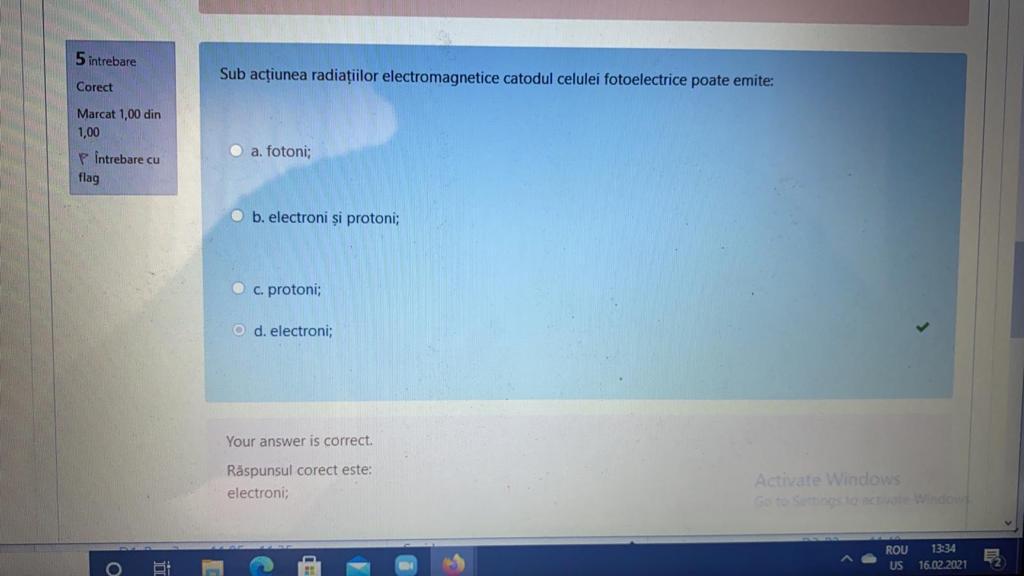 5 întrebare
Corect
Marcat 1,00 din
1,00
Întrebare cu
flag
Sub acțiunea radiațiilor electromagnetice catodul celulei fotoelectrice poate emite:
a. fotoni;
b. electroni și protoni;
c. protoni;
d. electroni;
Your answer is correct.
Răspunsul corect este:
electroni;
Activate Windows
Go to Settings to activate Windows.
ROU
US
13:34
16.02.2021
2